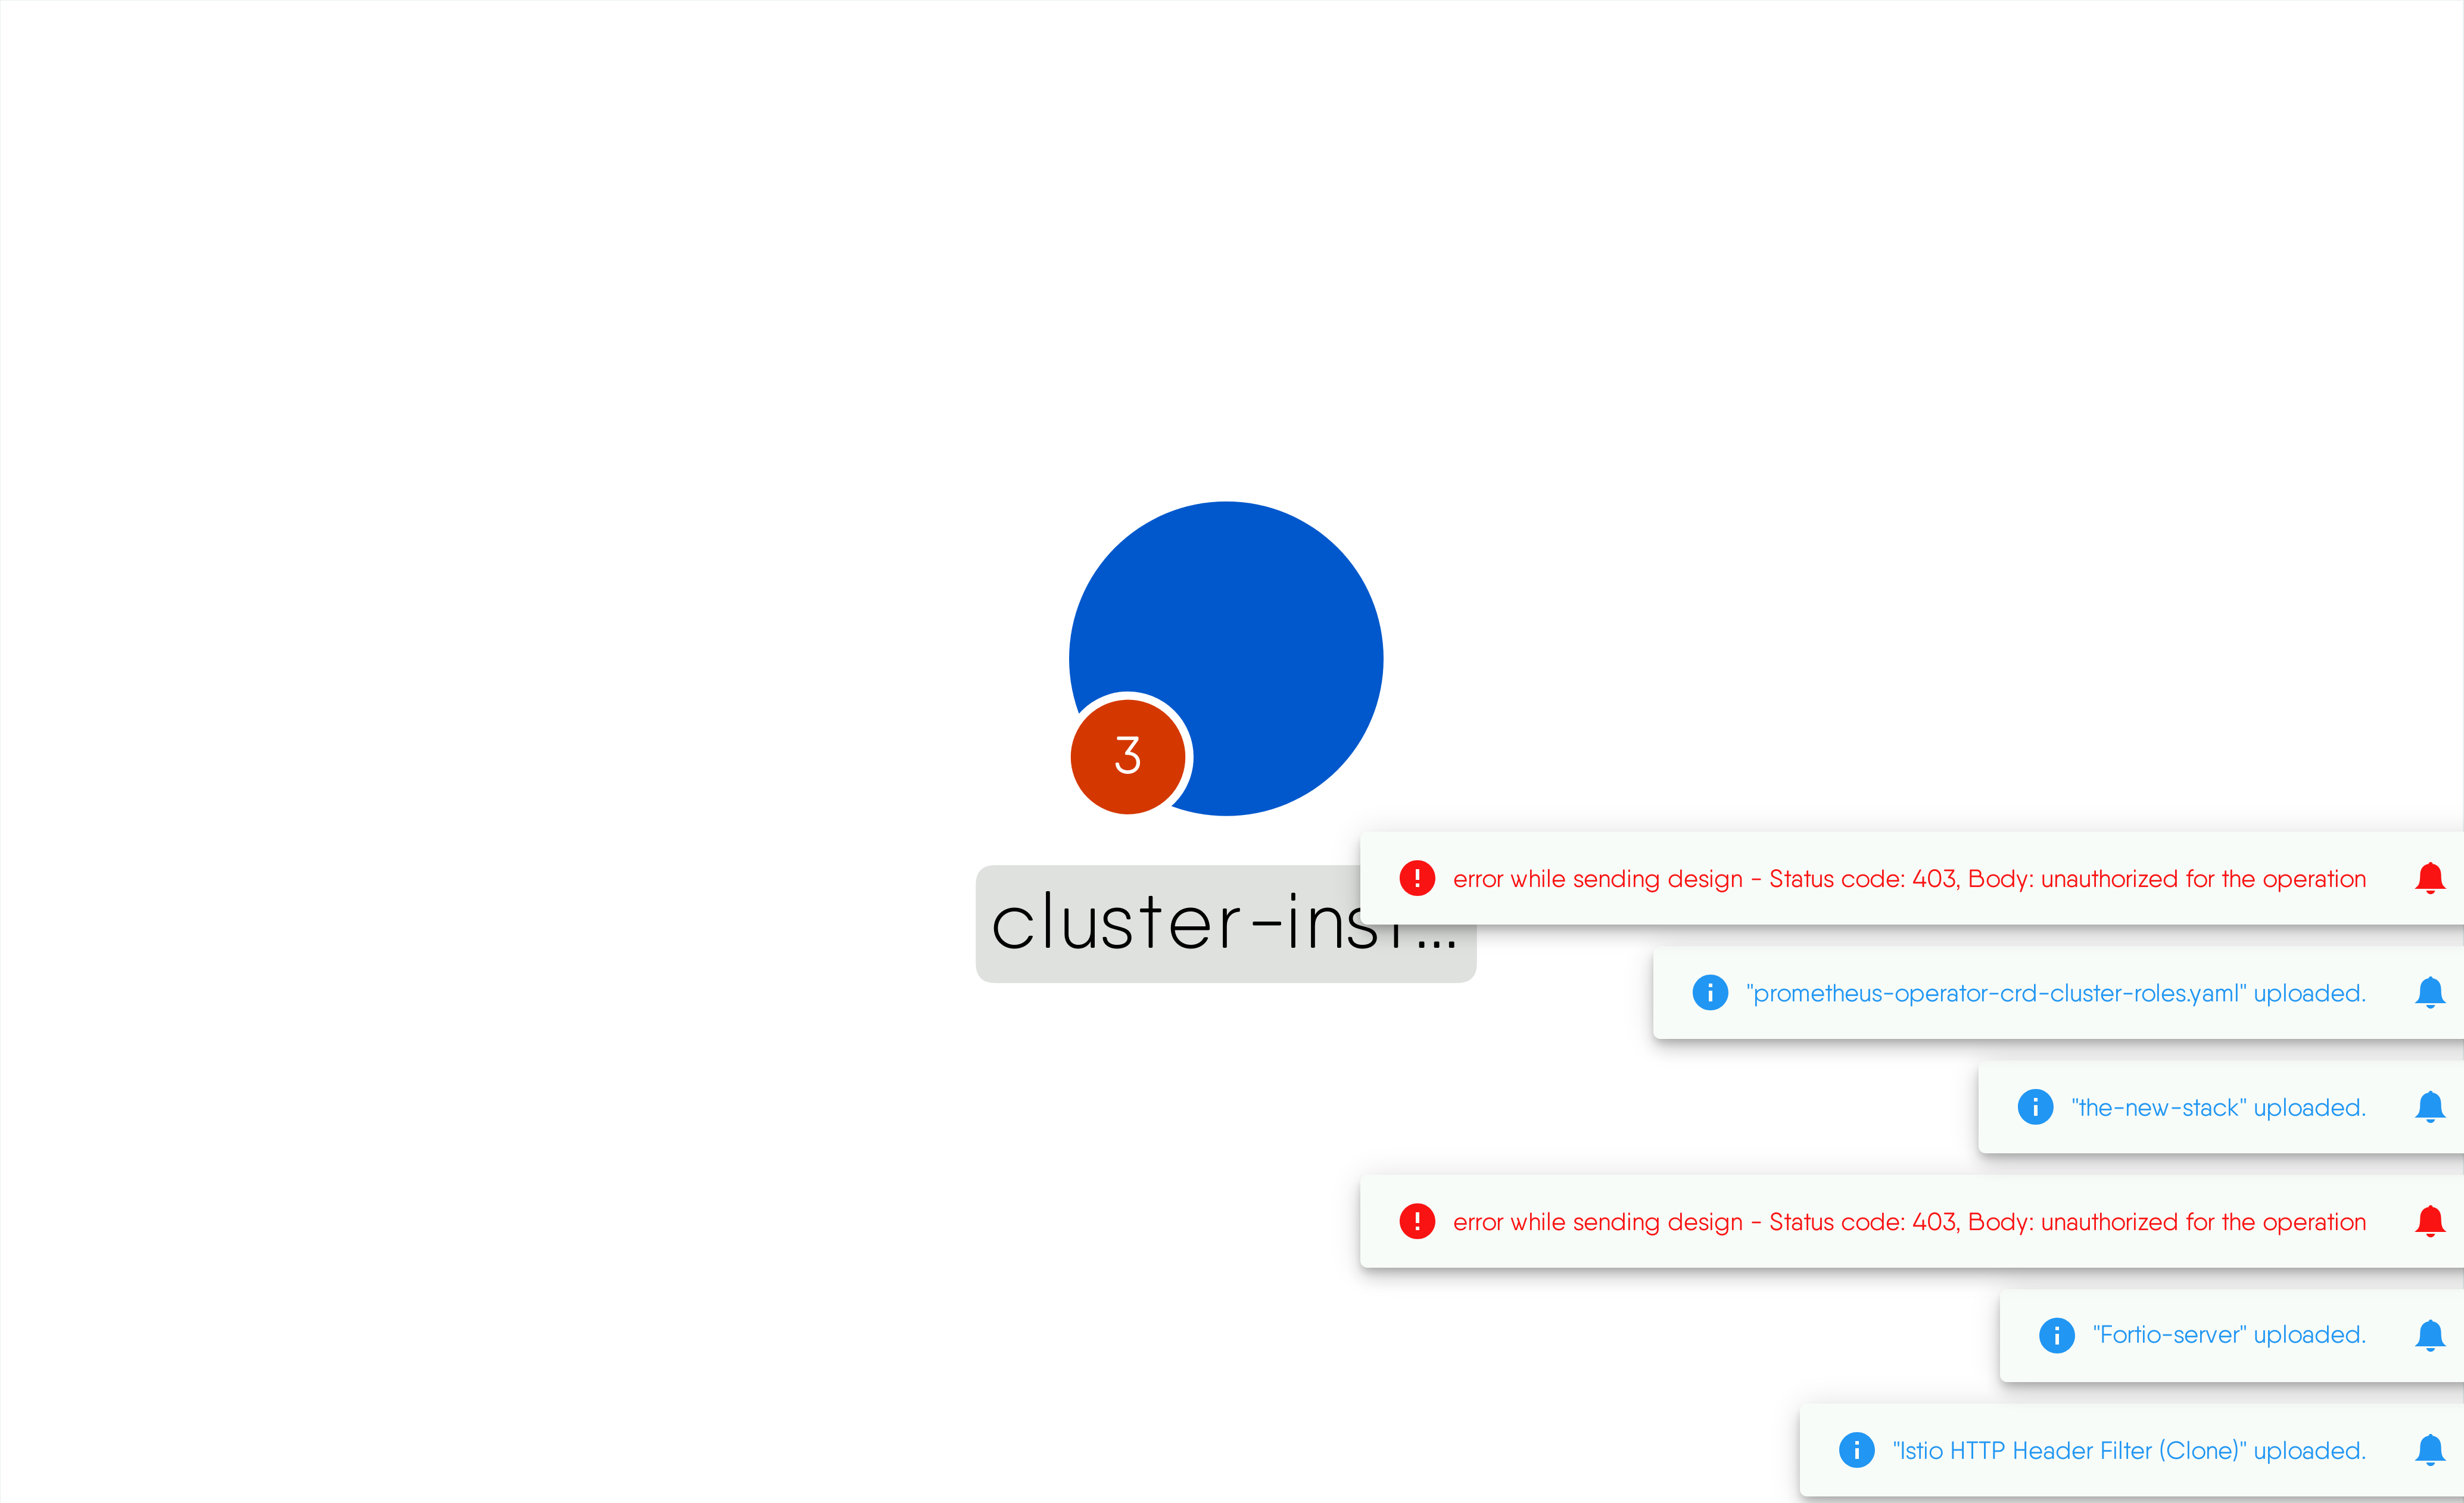 3
cluster-inst...
error while sending design - Status code: 403, Body: unauthorized for the operation
"prometheus-operator-crd-cluster-roles.yaml" uploaded.
"the-new-stack" uploaded.
error while sending design - Status code: 403, Body: unauthorized for the operation
"Fortio-server" uploaded.
"Istio HTTP Header Filter (Clone)" uploaded.